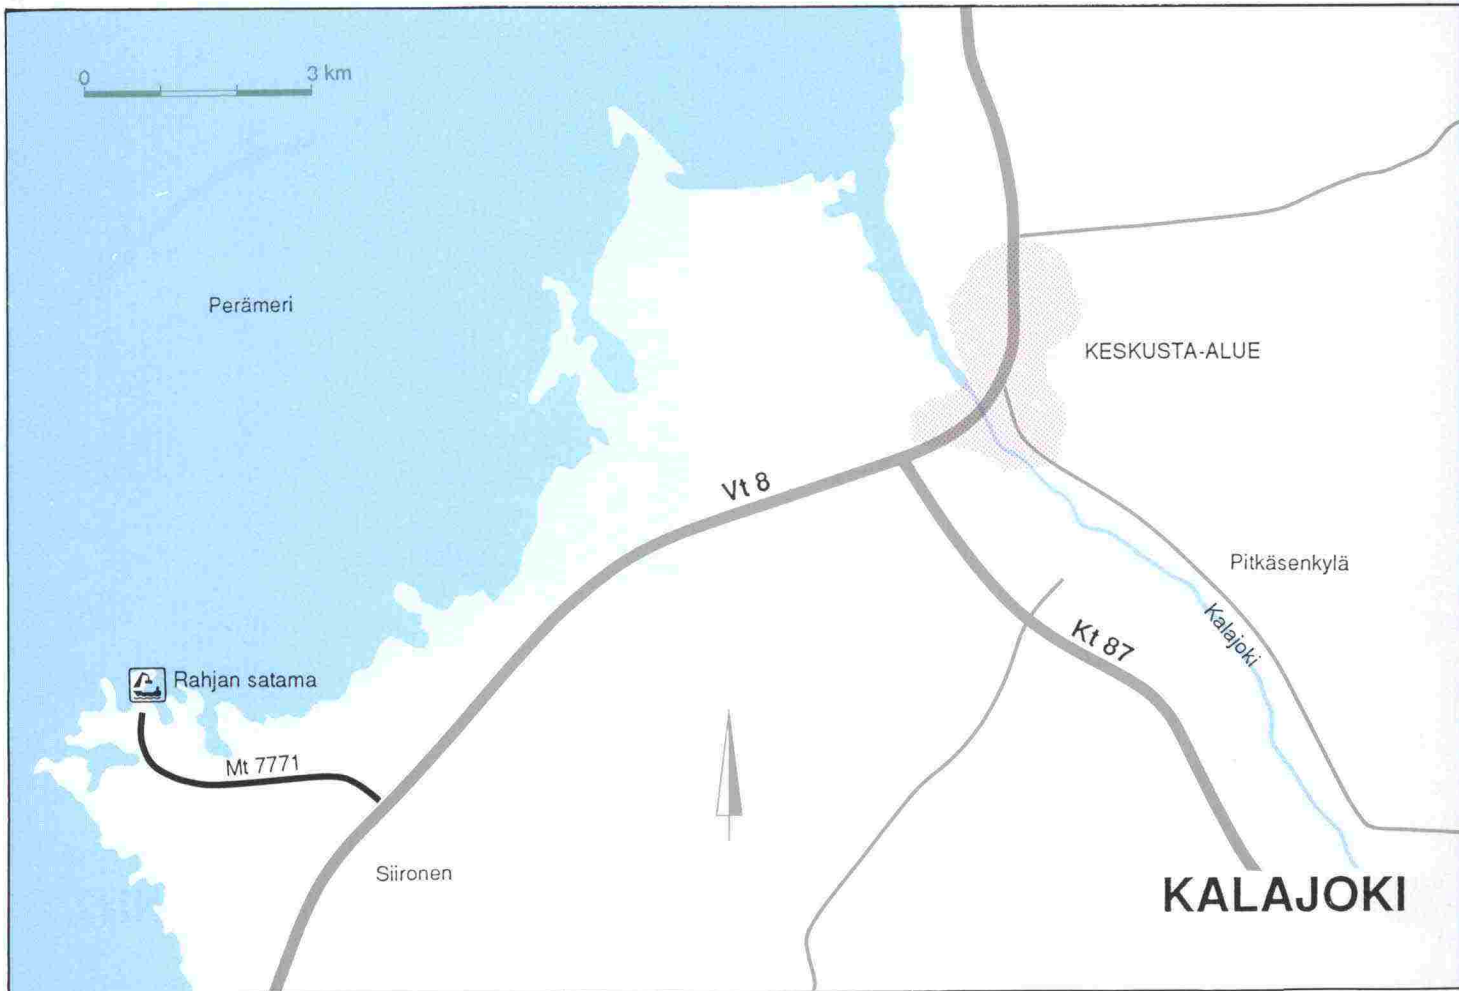 0
3 km
Perämeri
KESKUSTA-ALUE
Vt 8
Pitkäsenkylä
Kalajoki
Kt 87
Rahjan satama
Mt 7771
Siironen
KALAJOKI